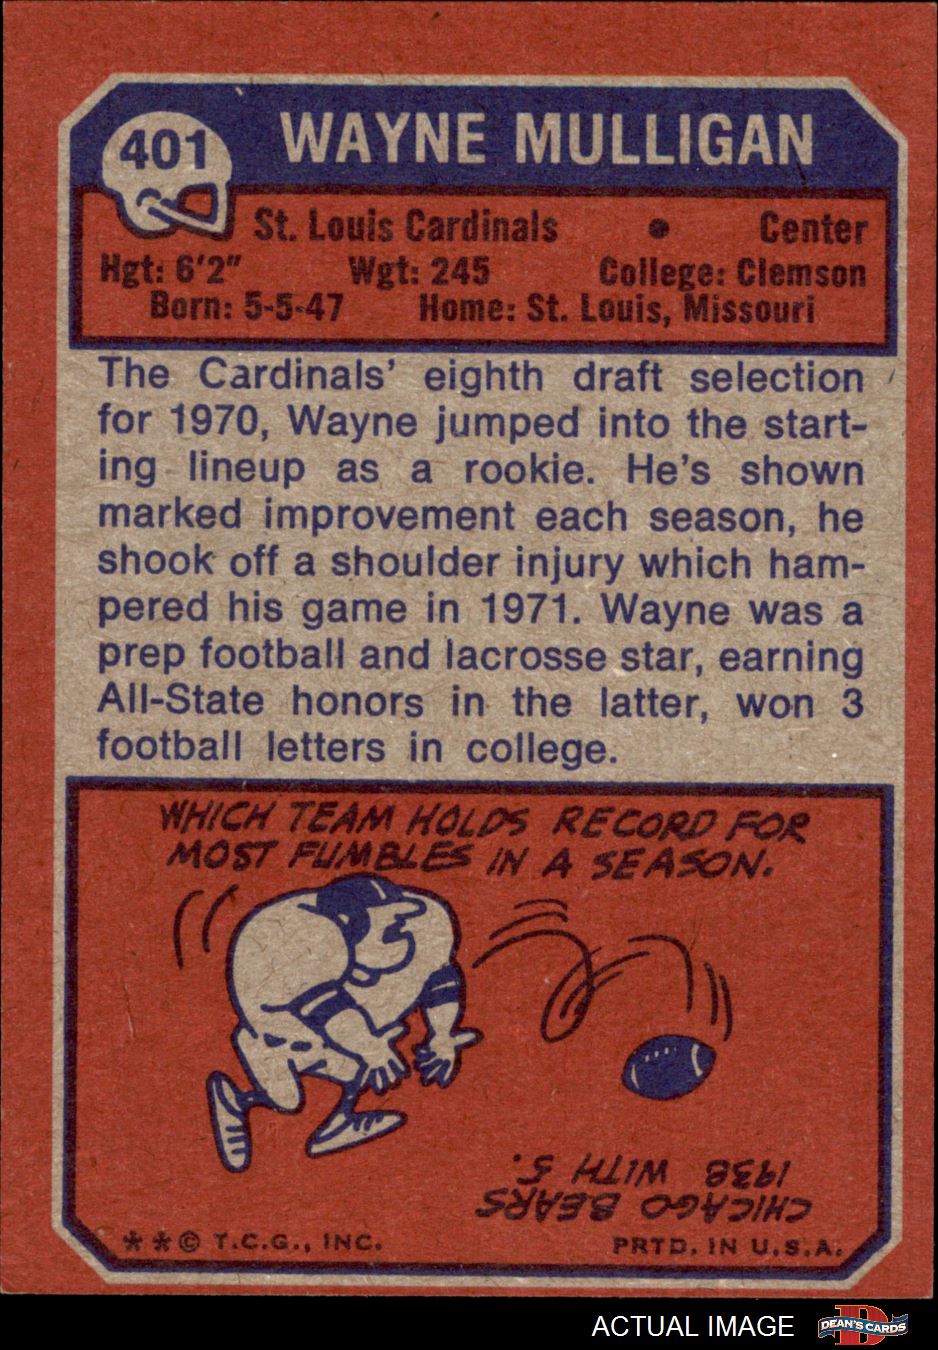 401
WAYNE MULLIGAN
St. Louis Cardinals • Center
Hgt: 6'2" Wgt: 245 College: Clemson
Born: 5-5-47 Home: St. Louis, Missouri
The Cardinals' eighth draft selection
for 1970, Wayne jumped into the start-
ing lineup as a rookie. He's shown
marked improvement each season, he
shook off a shoulder injury which ham-
pered his game in 1971. Wayne was a
prep football and lacrosse star, earning
All-State honors in the latter, won 3
football letters in college.
WHICH TEAM HOLDS RECORD FOR
MOST FUMBLES IN A SEASON.
CHICAGO BEARS
1938 WITH 5.
**© T.C.G., INC. PRTD. IN U.S.A.
ACTUAL IMAGE
D
DEAN'S CARDS